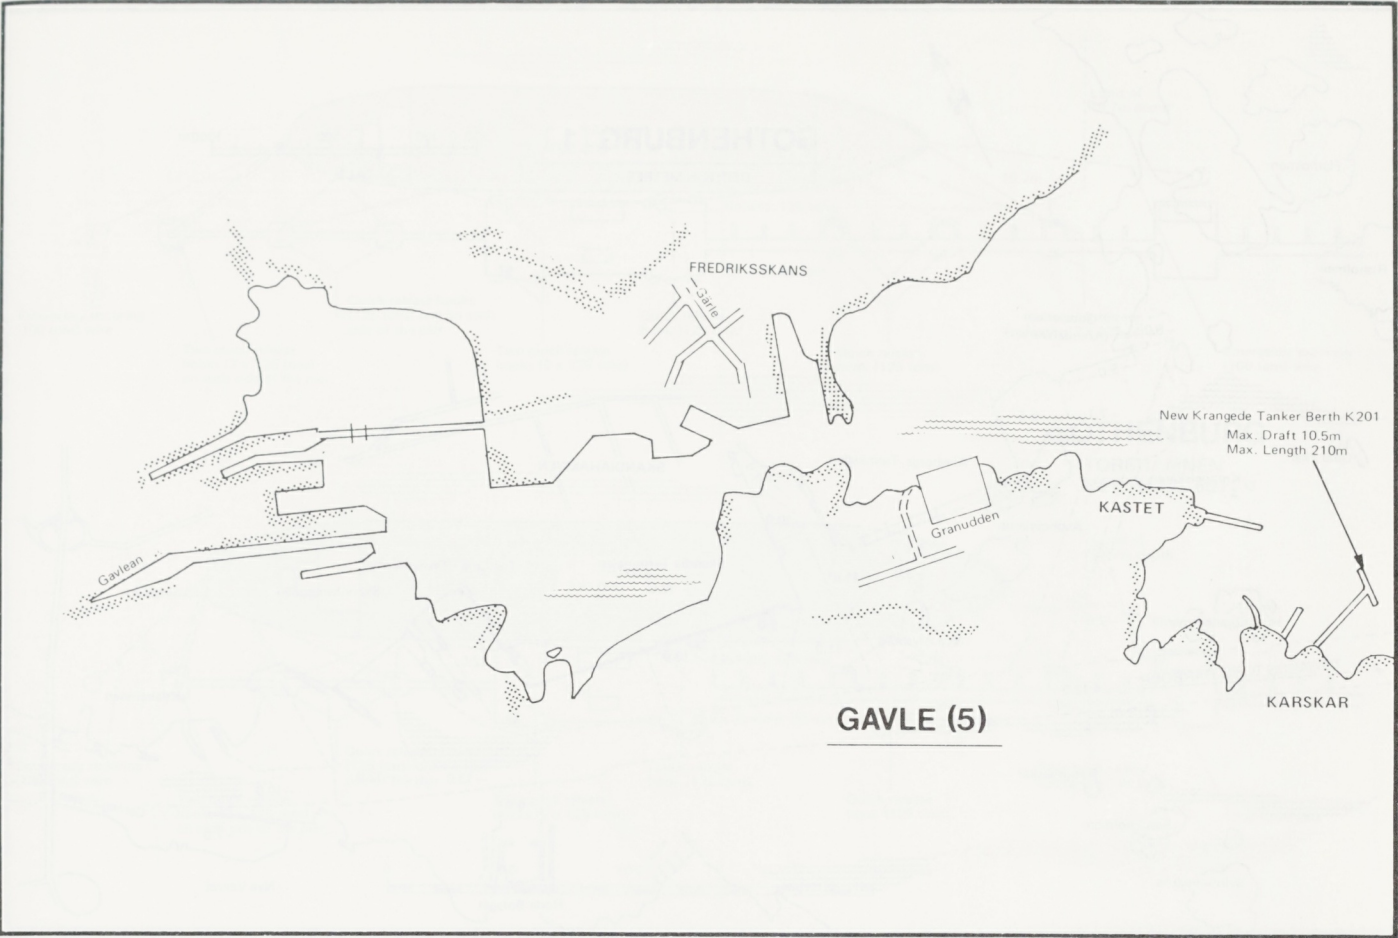 FREDRIKSSKANS
Gärle
New Krangede Tanker Berth K201
Max. Draft 10.5m
Max. Length 210m
KASTET
Granudden
Gavlean
KARSKAR
GAVLE (5)